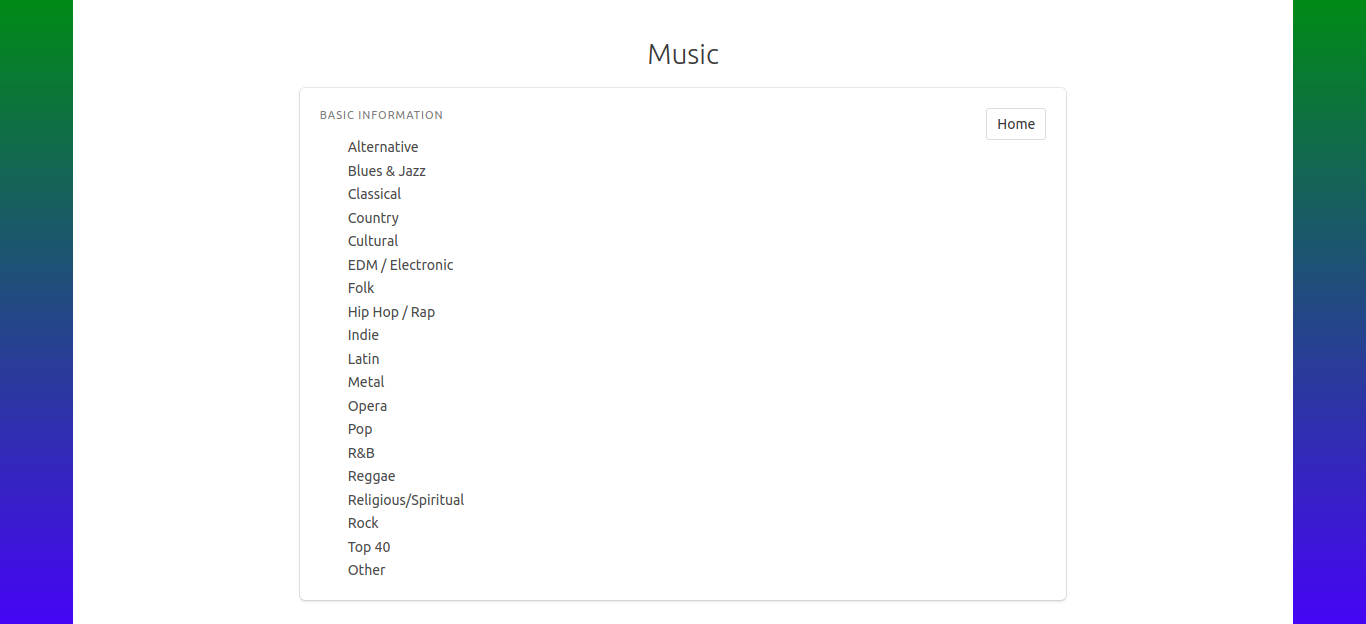 Music
BASIC INFORMATION
Home
Alternative
Blues & Jazz
Classical
Country
Cultural
EDM / Electronic
Folk
Hip Hop / Rap
Indie
Latin
Metal
Opera
Pop
R&B
Reggae
Religious/Spiritual
Rock
Top 40
Other